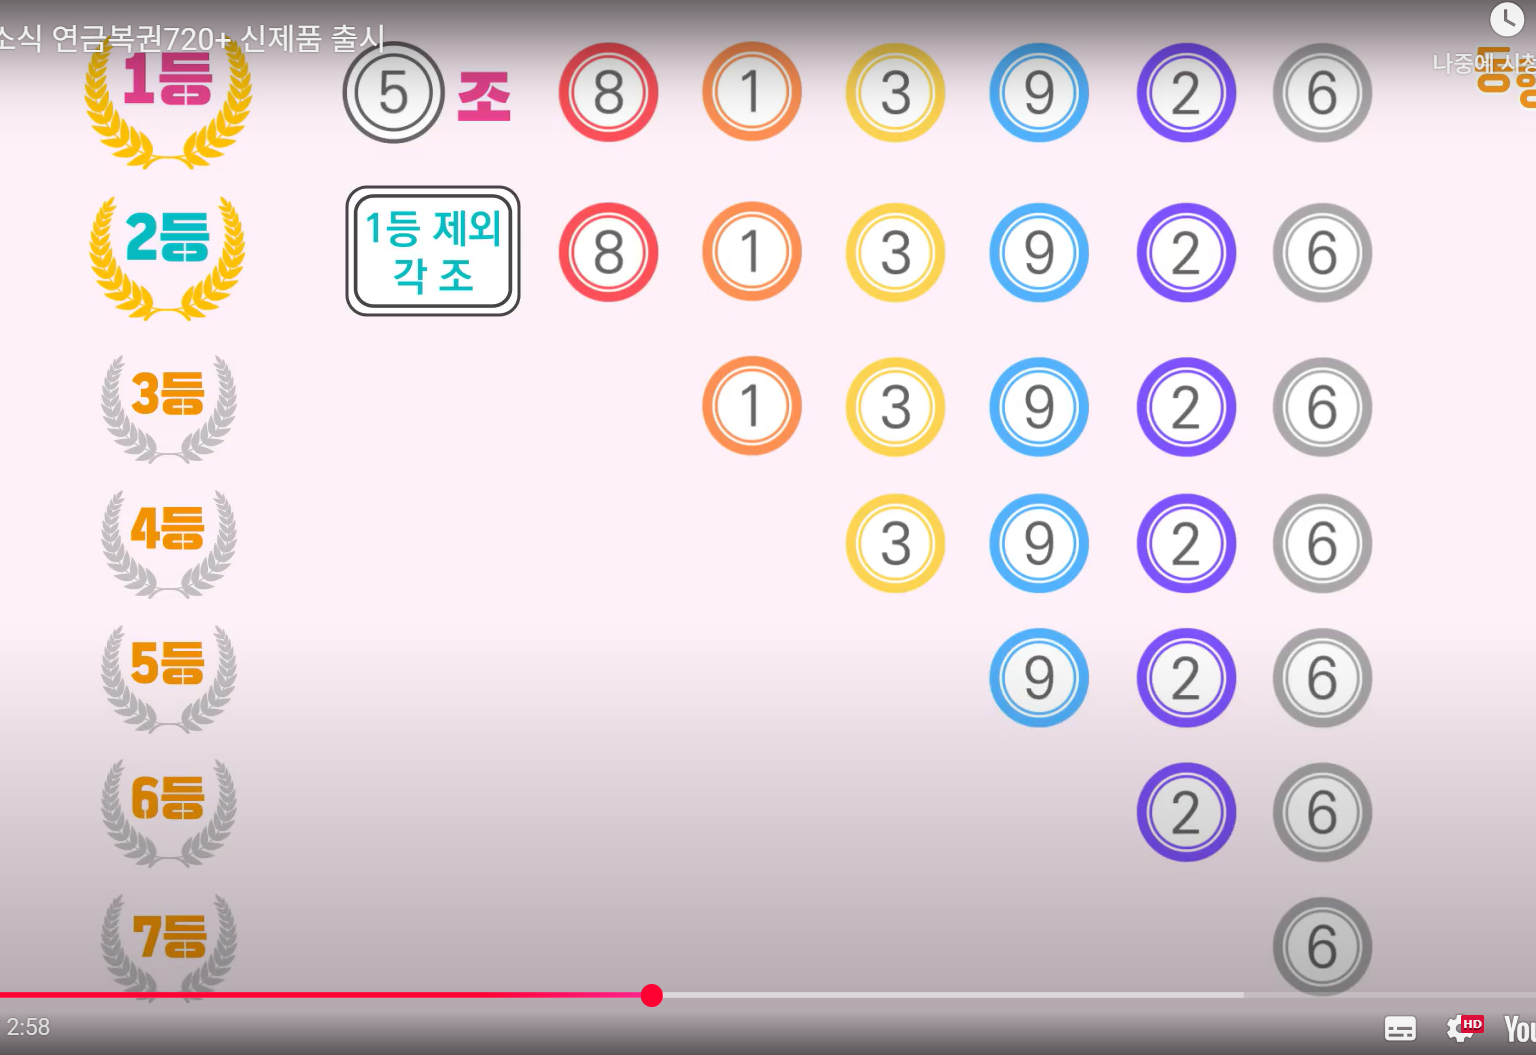 소식 연금복권720+ 신제품 출시
나중에 시청
1등 5 조 8 1 3 9 2 6
2등 1등 제외 8 1 3 9 2 6
각 조
3등 1 3 9 2 6
4등 3 9 2 6
5등 9 2 6
6등 2 6
7등 6
2:58
HD
You